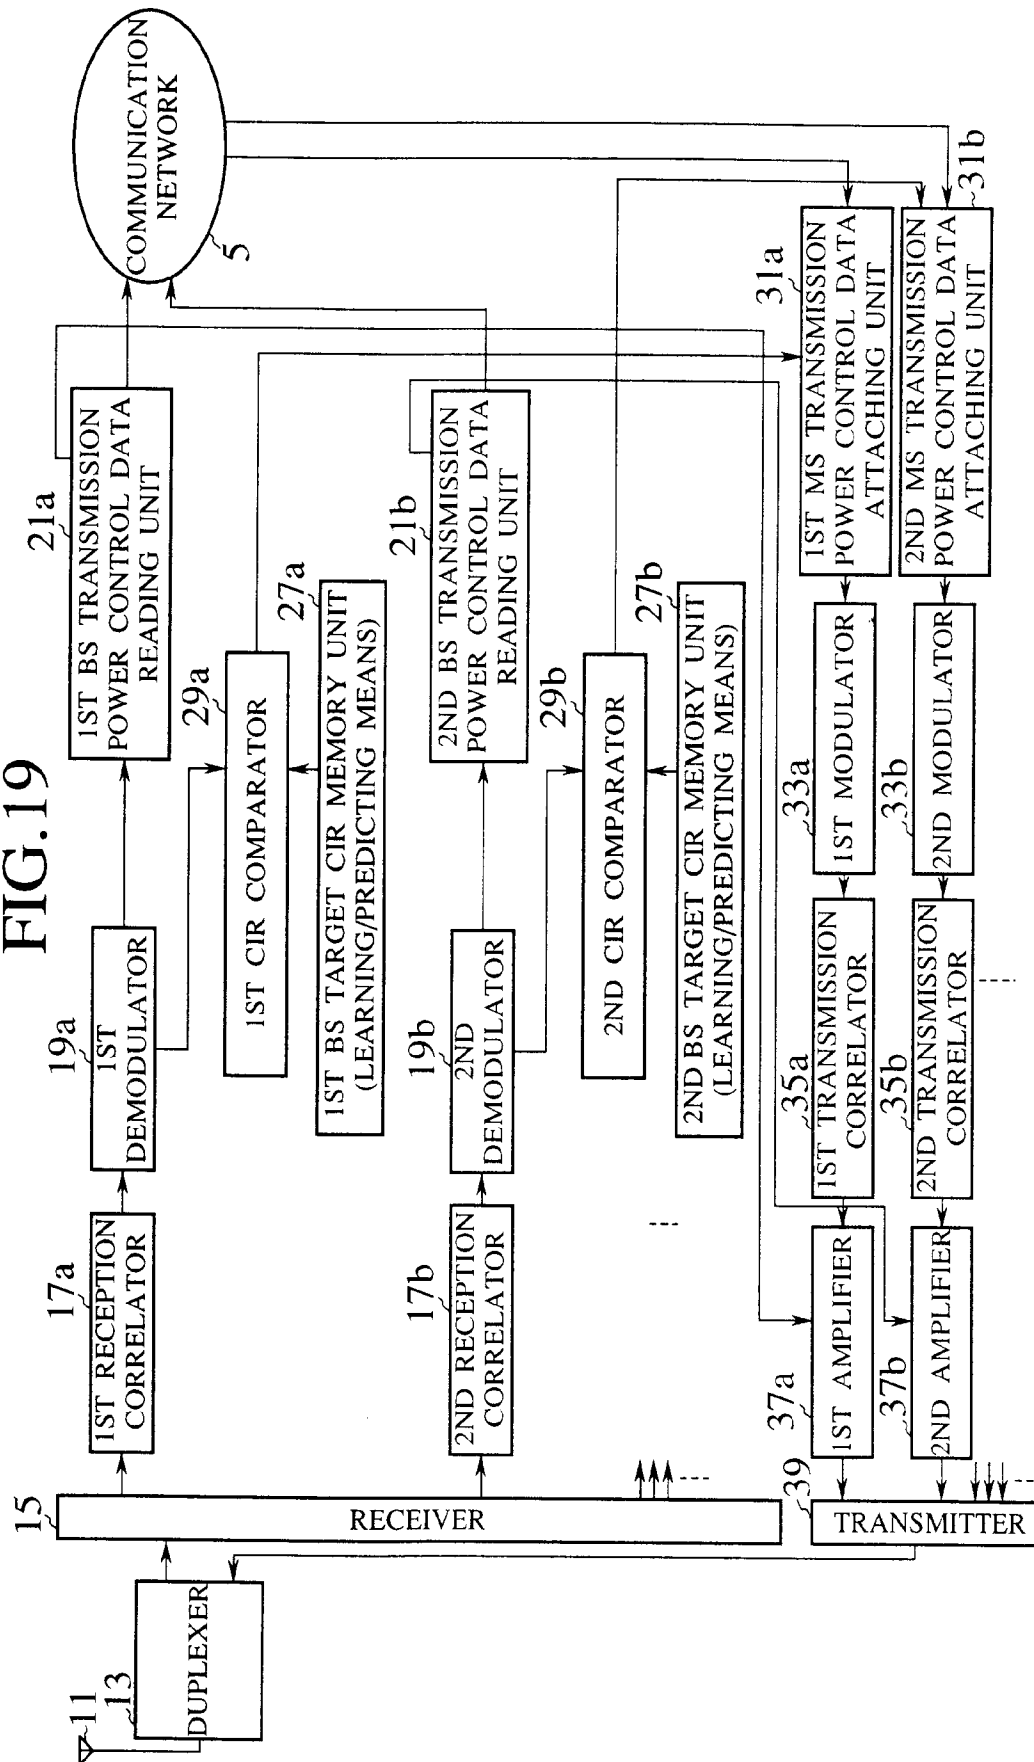 FIG.19
11
13
DUPLEXER
15
RECEIVER
17a
1ST RECEPTION
CORRELATOR
19a
1ST
DEMODULATOR
21a
1ST BS TRANSMISSION
POWER CONTROL DATA
READING UNIT
COMMUNICATION
NETWORK
5
29a
1ST CIR COMPARATOR
27a
1ST BS TARGET CIR MEMORY UNIT
(LEARNING/PREDICTING MEANS)
17b
2ND RECEPTION
CORRELATOR
19b
2ND
DEMODULATOR
21b
2ND BS TRANSMISSION
POWER CONTROL DATA
READING UNIT
29b
2ND CIR COMPARATOR
27b
2ND BS TARGET CIR MEMORY UNIT
(LEARNING/PREDICTING MEANS)
39
TRANSMITTER
37a
1ST AMPLIFIER
35a
1ST TRANSMISSION
CORRELATOR
33a
1ST MODULATOR
31a
1ST MS TRANSMISSION
POWER CONTROL DATA
ATTACHING UNIT
37b
2ND AMPLIFIER
35b
2ND TRANSMISSION
CORRELATOR
33b
2ND MODULATOR
31b
2ND MS TRANSMISSION
POWER CONTROL DATA
ATTACHING UNIT